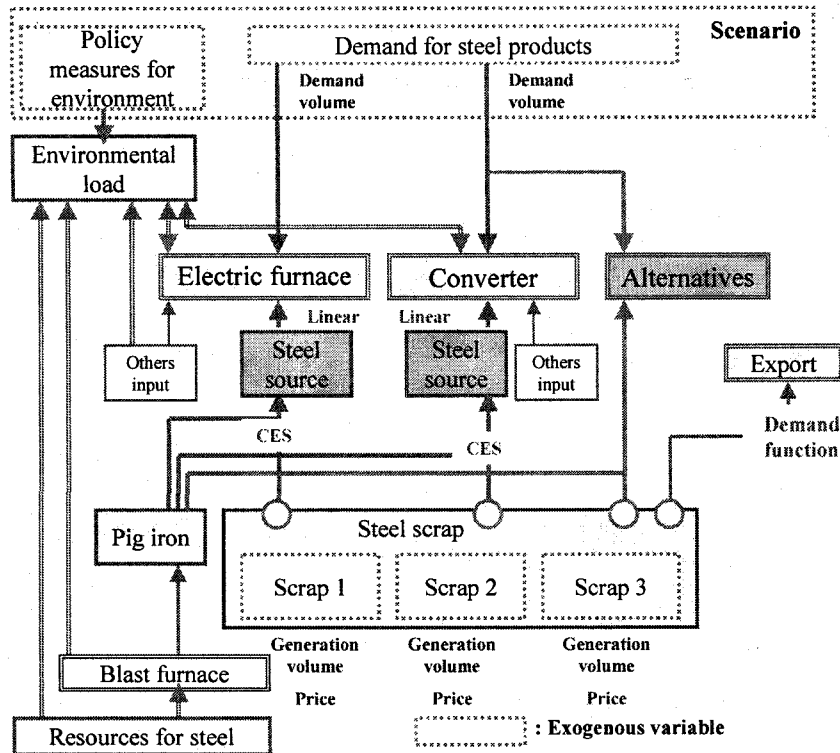 Scenario
Policy
measures for
environment
Demand for steel products
Demand
volume
Demand
volume
Environmental
load
Electric furnace
Converter
Alternatives
Linear
Linear
Others
input
Steel
source
Steel
source
Others
input
Export
CES
CES
Demand
function
Pig iron
Steel scrap
Scrap 1
Scrap 2
Scrap 3
Generation
volume
Price
Generation
volume
Price
Generation
volume
Price
Blast furnace
Resources for steel
: Exogenous variable